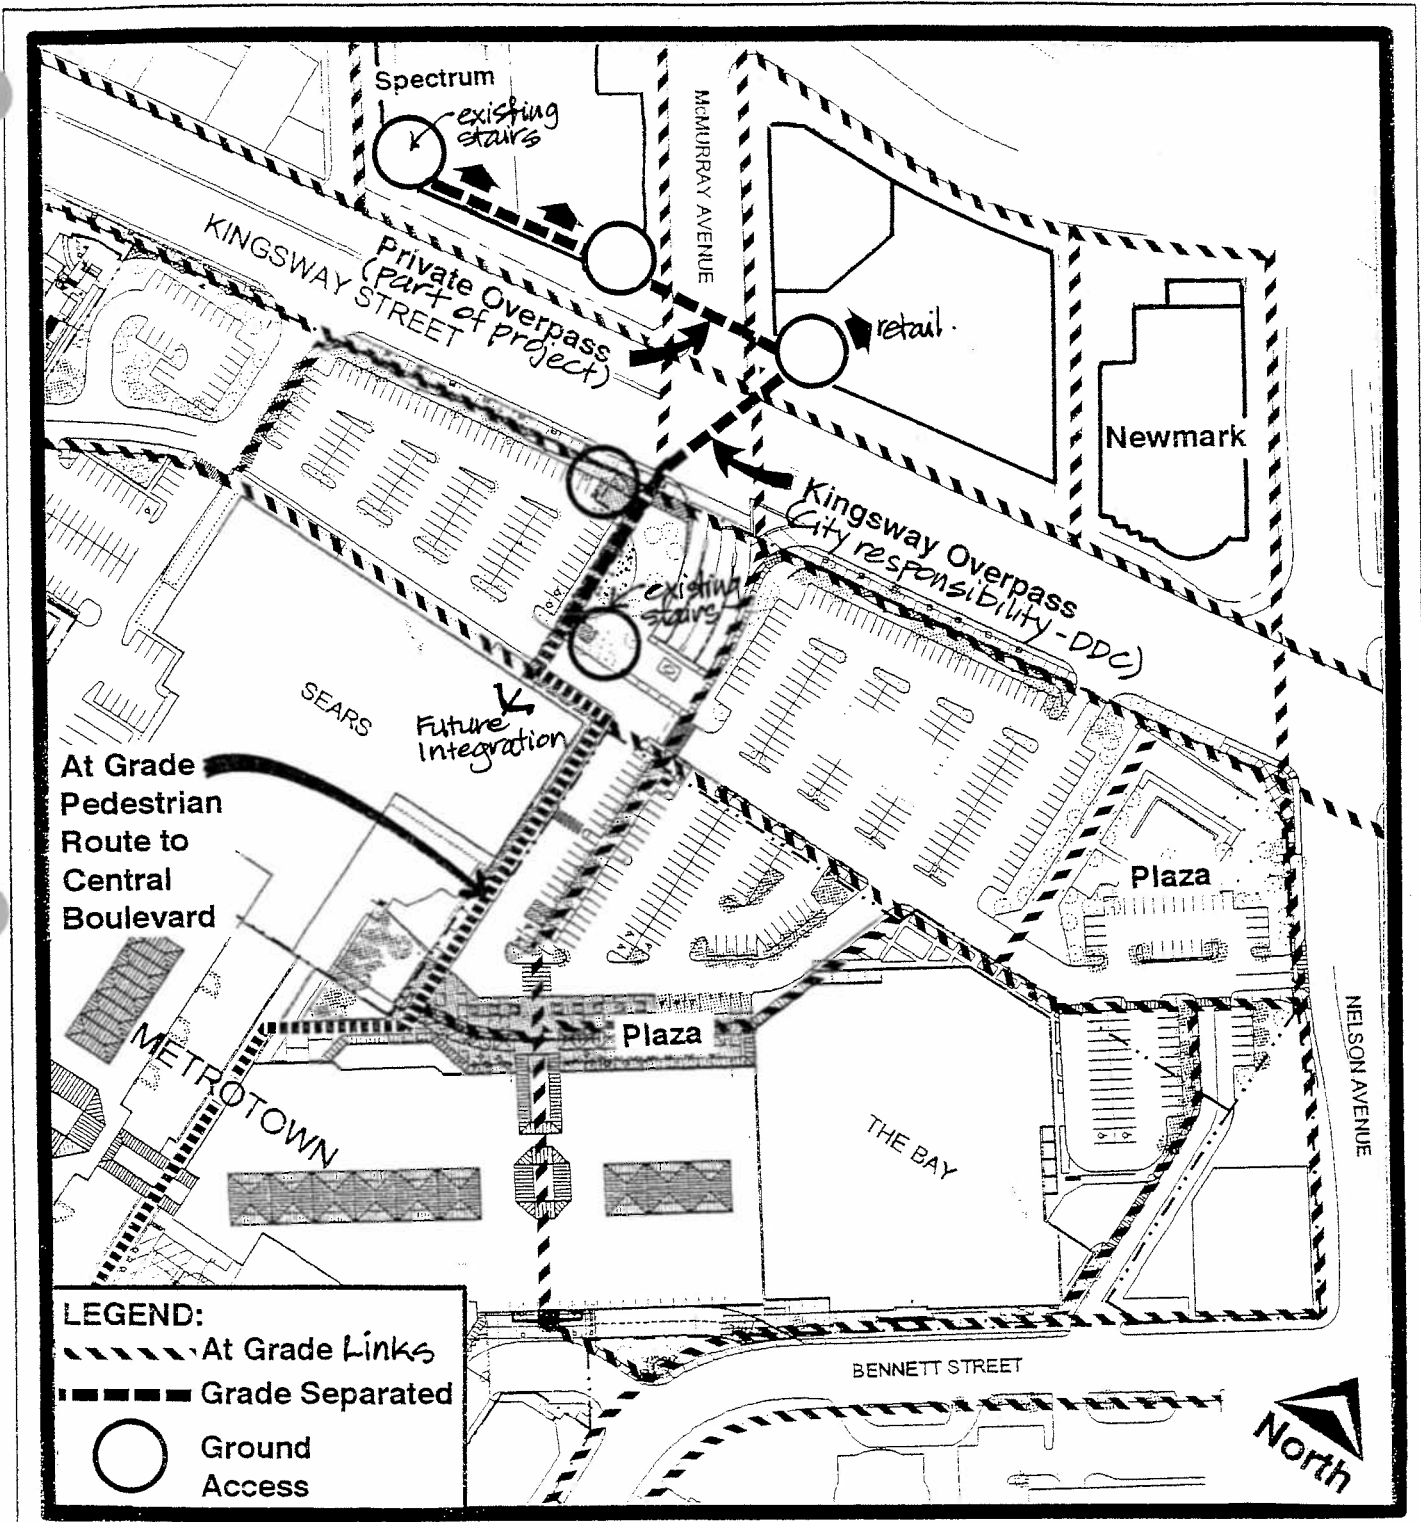 Spectrum
existing
stairs
McMURRAY AVENUE
KINGSWAY STREET
Private Overpass
(part of project)
retail.
Newmark
Kingsway Overpass
(City responsibility - DDC)
existing
stairs
SEARS
Future
Integration
At Grade
Pedestrian
Route to
Central
Boulevard
Plaza
Plaza
METROTOWN
THE BAY
NELSON AVENUE
BENNETT STREET
LEGEND:
At Grade Links
Grade Separated
Ground
Access
North